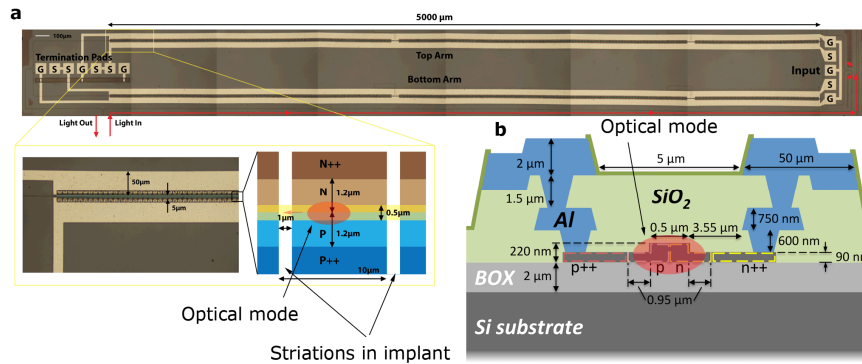 a
5000 µm
100µm
Termination Pads
G S S G S S G
Top Arm
Bottom Arm
Input
G
S
G
S
G
Light Out
Light In
50µm
5µm
N++
N
1.2µm
0.5µm
1µm
P
1.2µm
P++
10µm
Optical mode
Striations in implant
b
Optical mode
2 µm
5 µm
50 µm
1.5 µm
SiO2
Al
750 nm
0.5 µm
3.55 µm
600 nm
220 nm
90 nm
p++
p
n
n++
BOX
2 µm
0.95 µm
Si substrate